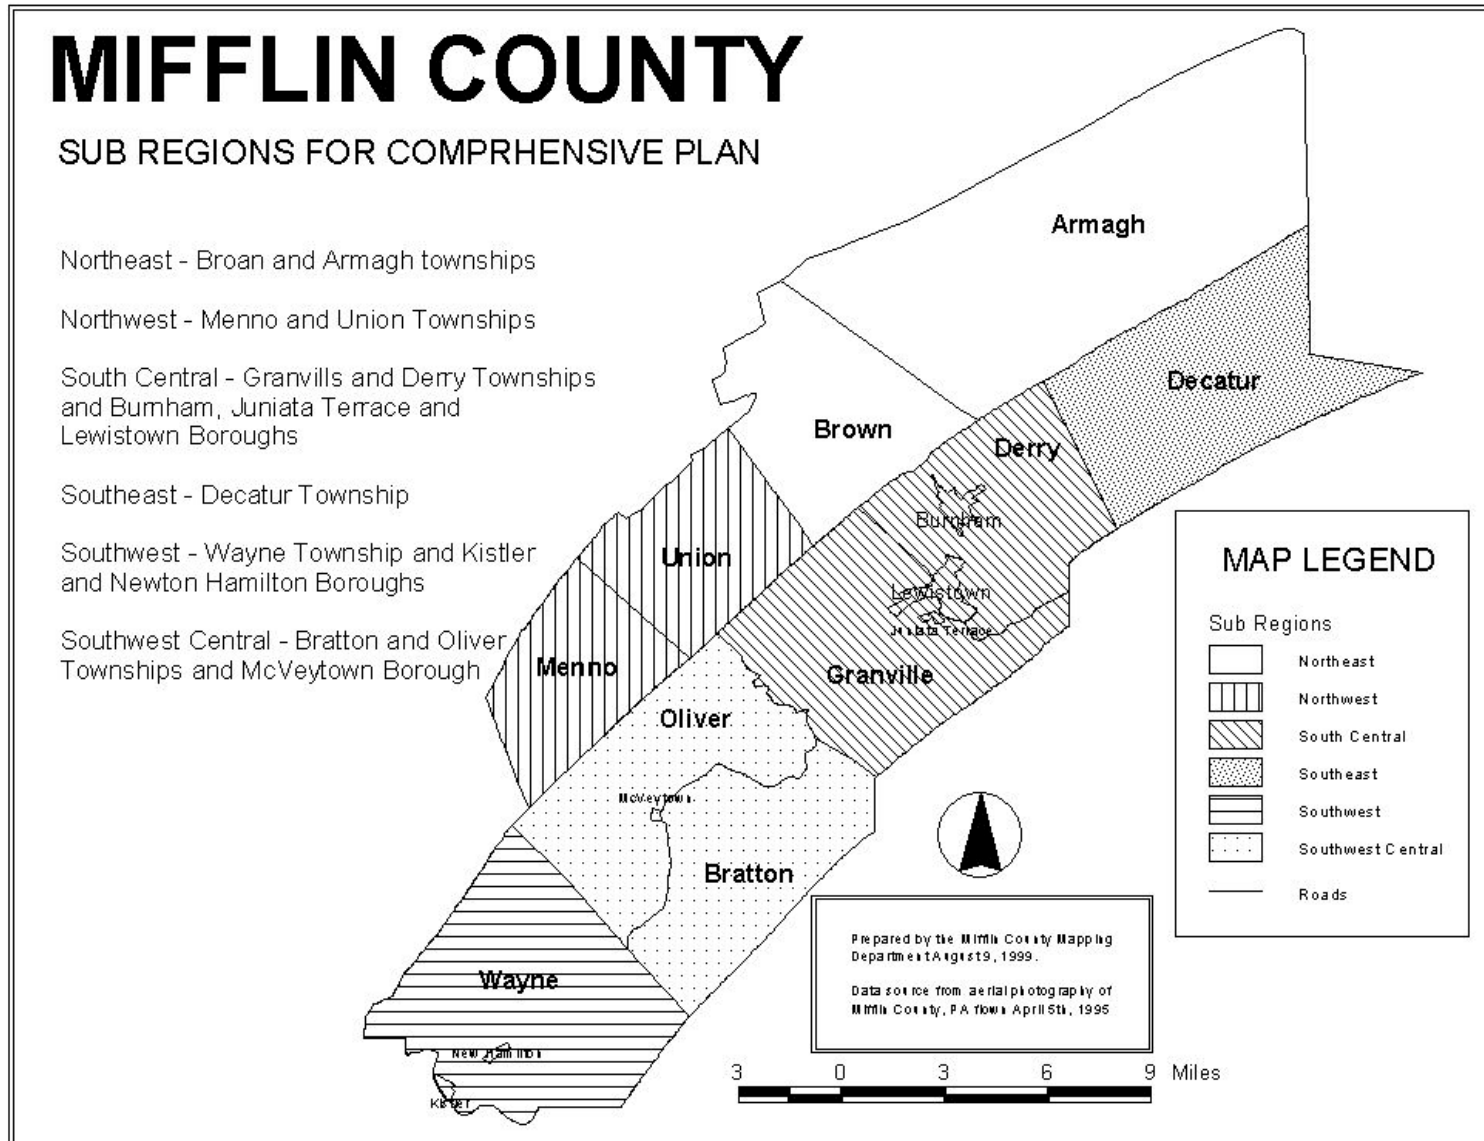 MIFFLIN COUNTY
SUB REGIONS FOR COMPRHENSIVE PLAN
Northeast - Broan and Armagh townships
Northwest - Menno and Union Townships
South Central - Granvills and Derry Townships
and Burnham, Juniata Terrace and
Lewistown Boroughs
Southeast - Decatur Township
Southwest - Wayne Township and Kistler
and Newton Hamilton Boroughs
Southwest Central - Bratton and Oliver
Townships and McVeytown Borough
Armagh
Decatur
Brown
Derry
Burnham
Union
Lewistown
Juniata Terrace
Menno
Granville
Oliver
McVeytown
Bratton
Wayne
New Hamilton
Kistler
MAP LEGEND
Sub Regions
Northeast
Northwest
South Central
Southeast
Southwest
Southwest Central
Roads
Prepared by the Mifflin County Mapping
Department August 9, 1999.
Data source from aerial photography of
Mifflin County, PA flown April 5th, 1995
3 0 3 6 9 Miles